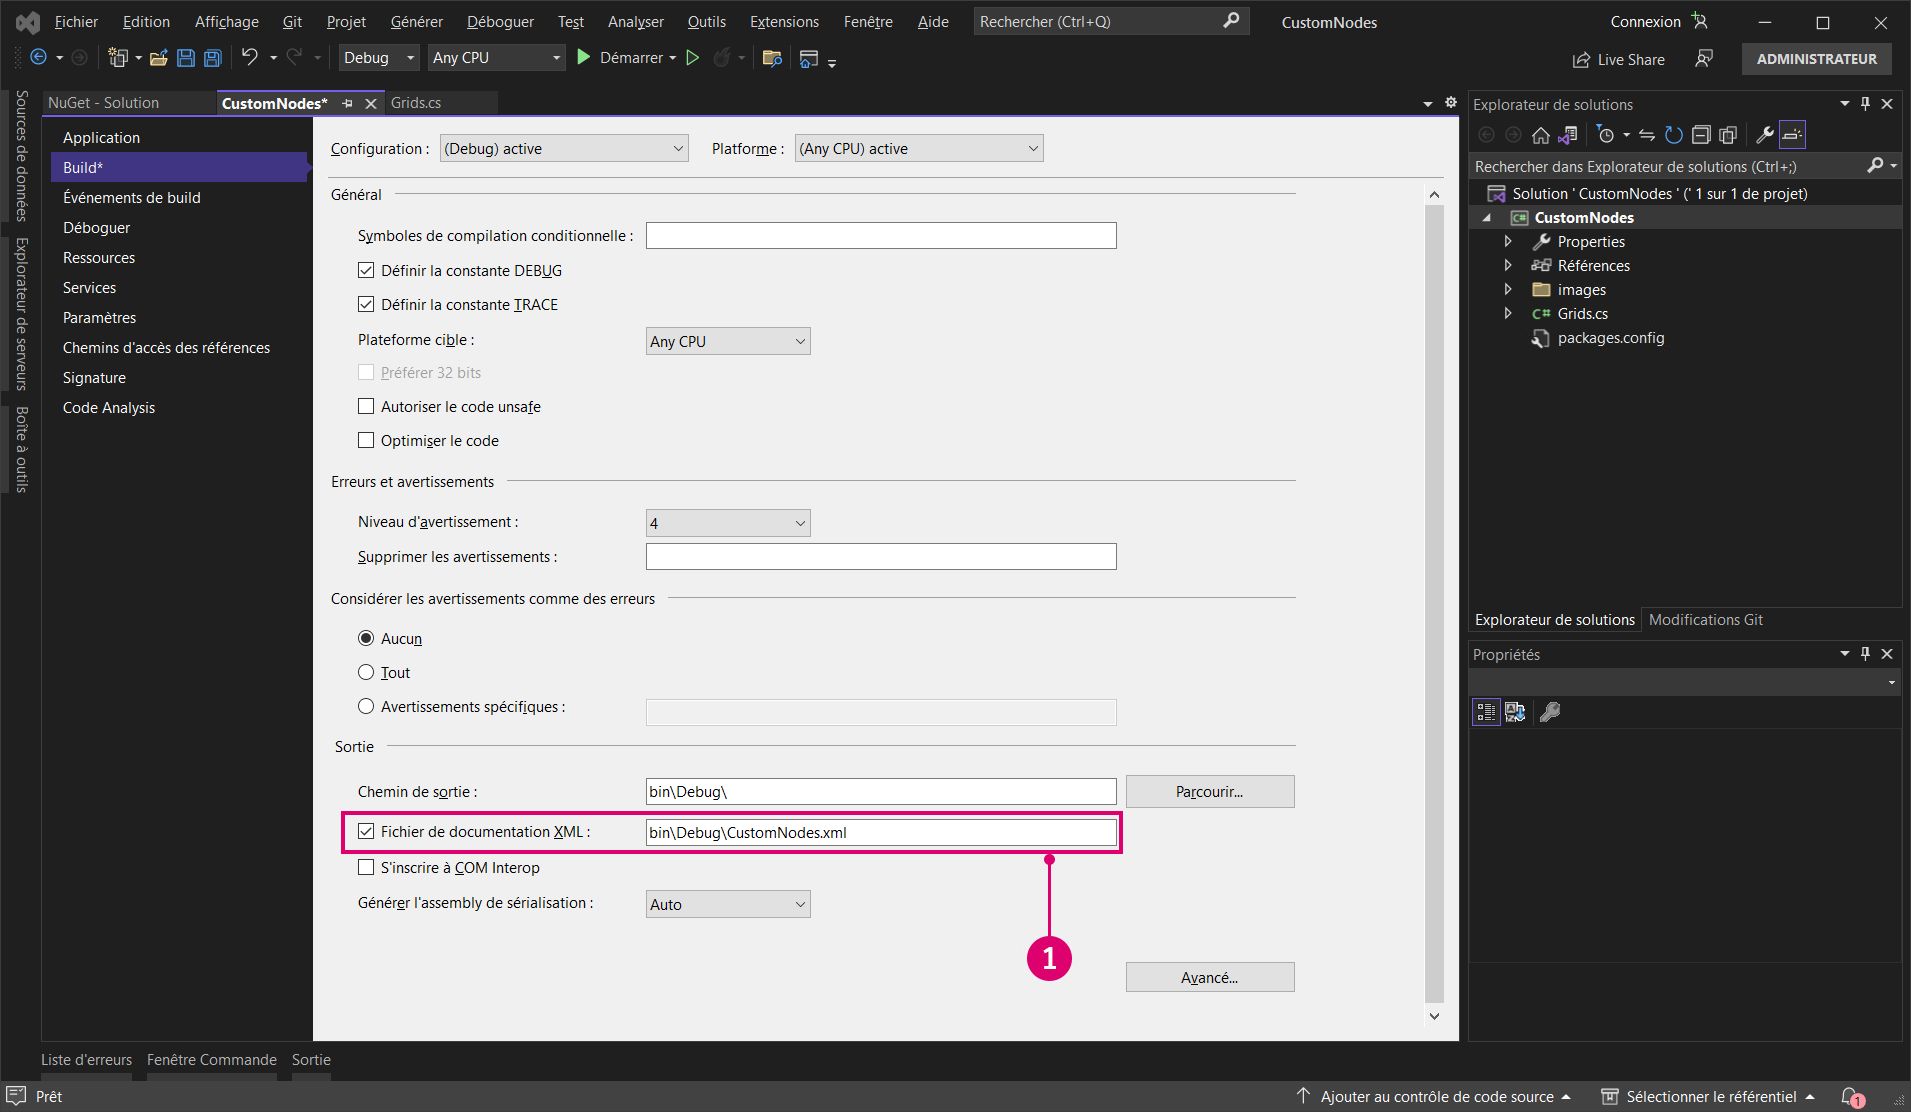 Fichier Edition Affichage Git Projet Générer Déboguer Test Analyser Outils Extensions Fenêtre Aide Rechercher (Ctrl+Q) CustomNodes Connexion
Debug Any CPU Démarrer Live Share ADMINISTRATEUR
Sources de données
Explorateur de serveurs
Boîte à outils
NuGet - Solution CustomNodes* Grids.cs
Application
Build*
Événements de build
Déboguer
Ressources
Services
Paramètres
Chemins d'accès des références
Signature
Code Analysis
Configuration : (Debug) active Platforme : (Any CPU) active
Général
Symboles de compilation conditionnelle :
Définir la constante DEBUG
Définir la constante TRACE
Plateforme cible : Any CPU
Préférer 32 bits
Autoriser le code unsafe
Optimiser le code
Erreurs et avertissements
Niveau d'avertissement : 4
Supprimer les avertissements :
Considérer les avertissements comme des erreurs
Aucun
Tout
Avertissements spécifiques :
Sortie
Chemin de sortie : bin\Debug\ Parcourir...
Fichier de documentation XML : bin\Debug\CustomNodes.xml
S'inscrire à COM Interop
Générer l'assembly de sérialisation : Auto
1
Avancé...
Explorateur de solutions
Rechercher dans Explorateur de solutions (Ctrl+;)
Solution ' CustomNodes ' (' 1 sur 1 de projet)
CustomNodes
Properties
Références
images
Grids.cs
packages.config
Explorateur de solutions Modifications Git
Propriétés
Liste d'erreurs Fenêtre Commande Sortie
Prêt Ajouter au contrôle de code source Sélectionner le référentiel 1